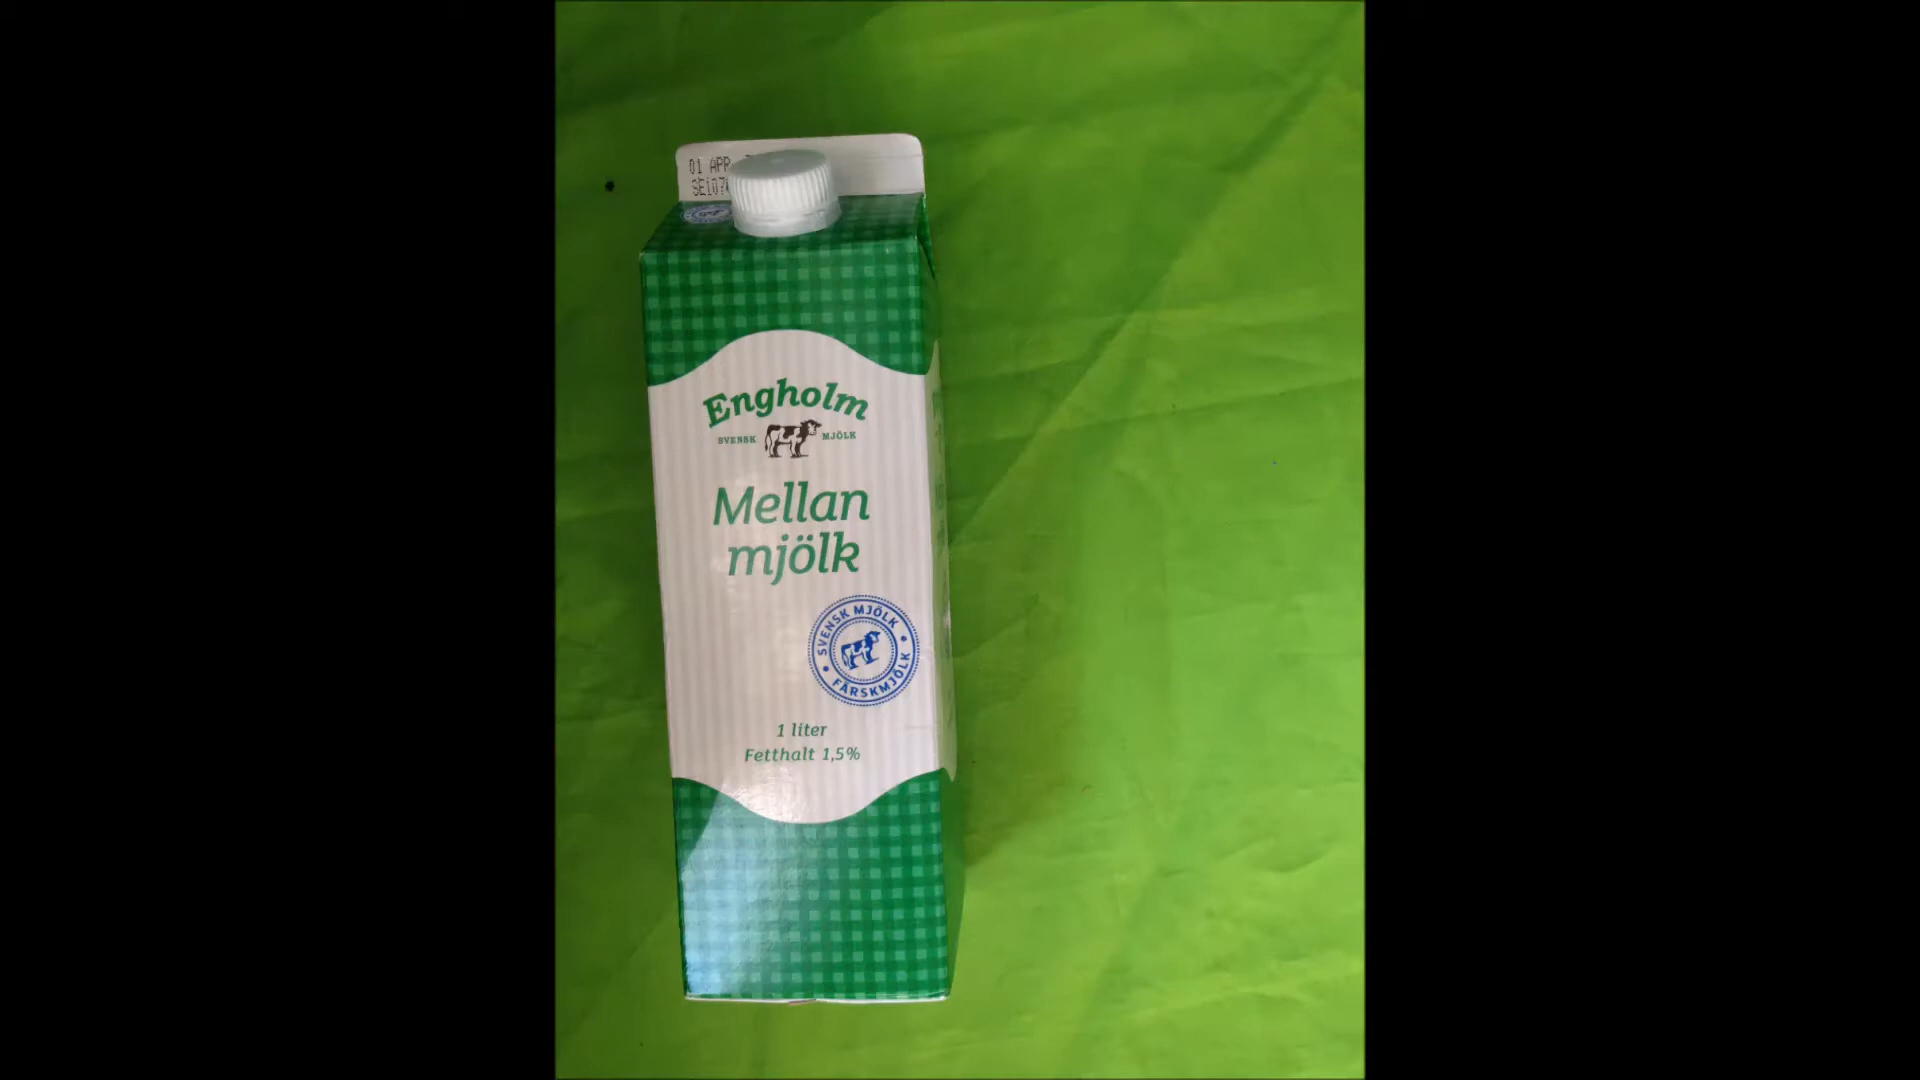 01 APR
Engholm
SVENSK MJÖLK
Mellan
mjölk
SVENSK MJÖLK
FÄRSKMJÖLK
1 liter
Fetthalt 1,5%